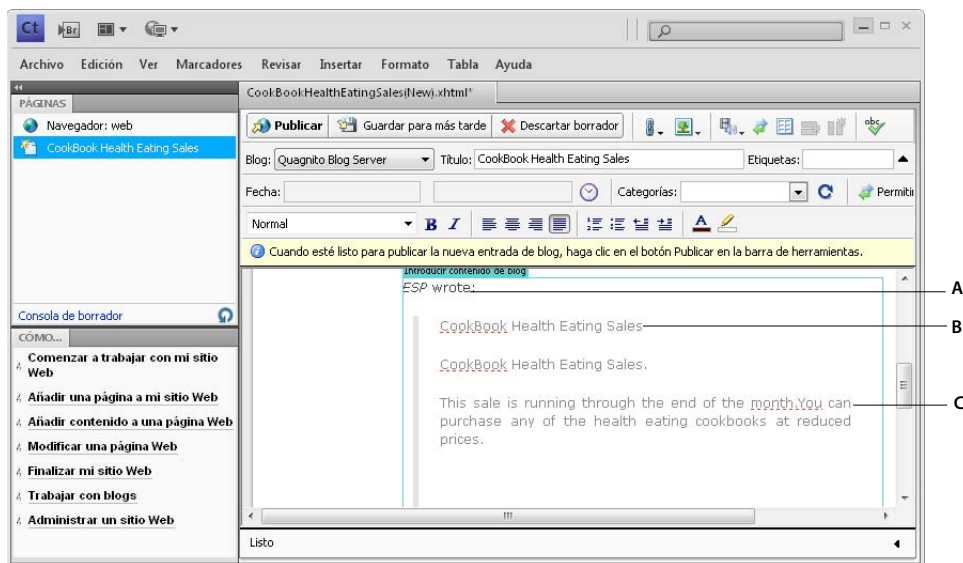 Ct Br
Archivo Edición Ver Marcadores Revisar Insertar Formato Tabla Ayuda
PÁGINAS
Navegador: web
CookBook Health Eating Sales
Consola de borrador
CÓMO...
Comenzar a trabajar con mi sitio
Web
Añadir una página a mi sitio Web
Añadir contenido a una página Web
Modificar una página Web
Finalizar mi sitio Web
Trabajar con blogs
Administrar un sitio Web
CookBookHealthEatingSales(New).xhtml*
Publicar Guardar para más tarde Descartar borrador abc
Blog: Quagnito Blog Server Título: CookBook Health Eating Sales Etiquetas:
Fecha: Categorías: Permitir
Normal B I A
Cuando esté listo para publicar la nueva entrada de blog, haga clic en el botón Publicar en la barra de herramientas.
Introducir contenido de blog
ESP wrote: A
CookBook Health Eating Sales B
CookBook Health Eating Sales.
This sale is running through the end of the month.You can C
purchase any of the health eating cookbooks at reduced
prices.
Listo